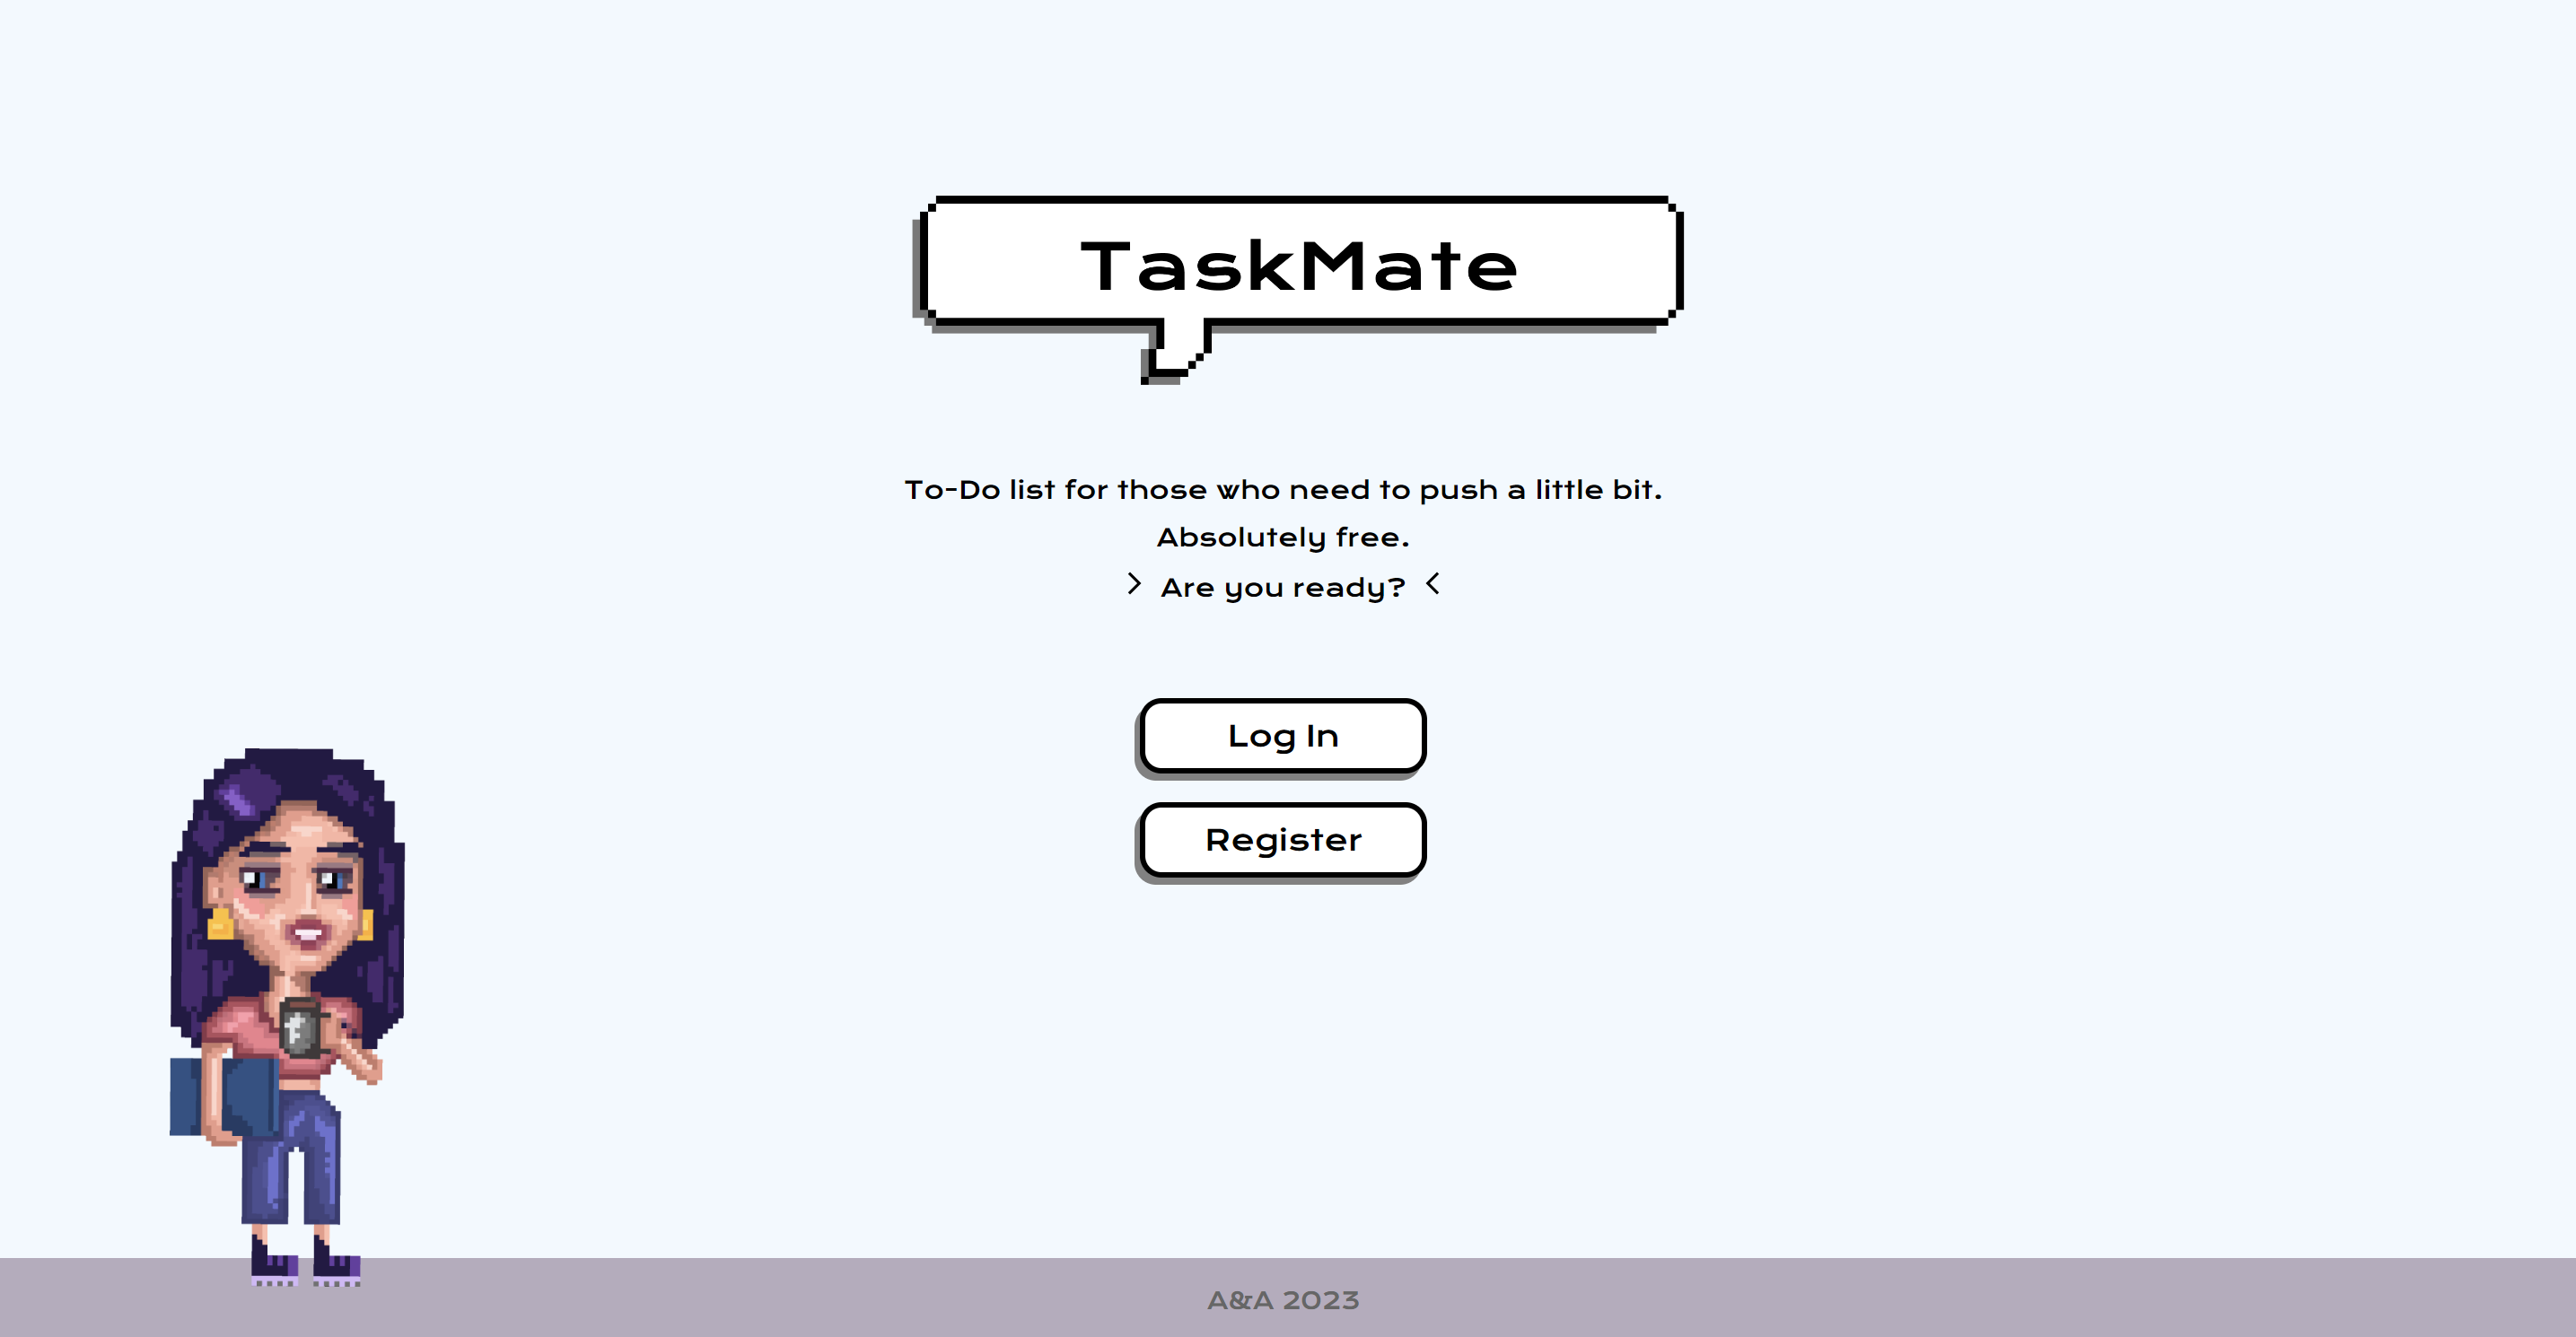 TaskMate
To-Do list for those who need to push a little bit.
Absolutely free.
> Are you ready? <
Log In
Register
A&A 2023